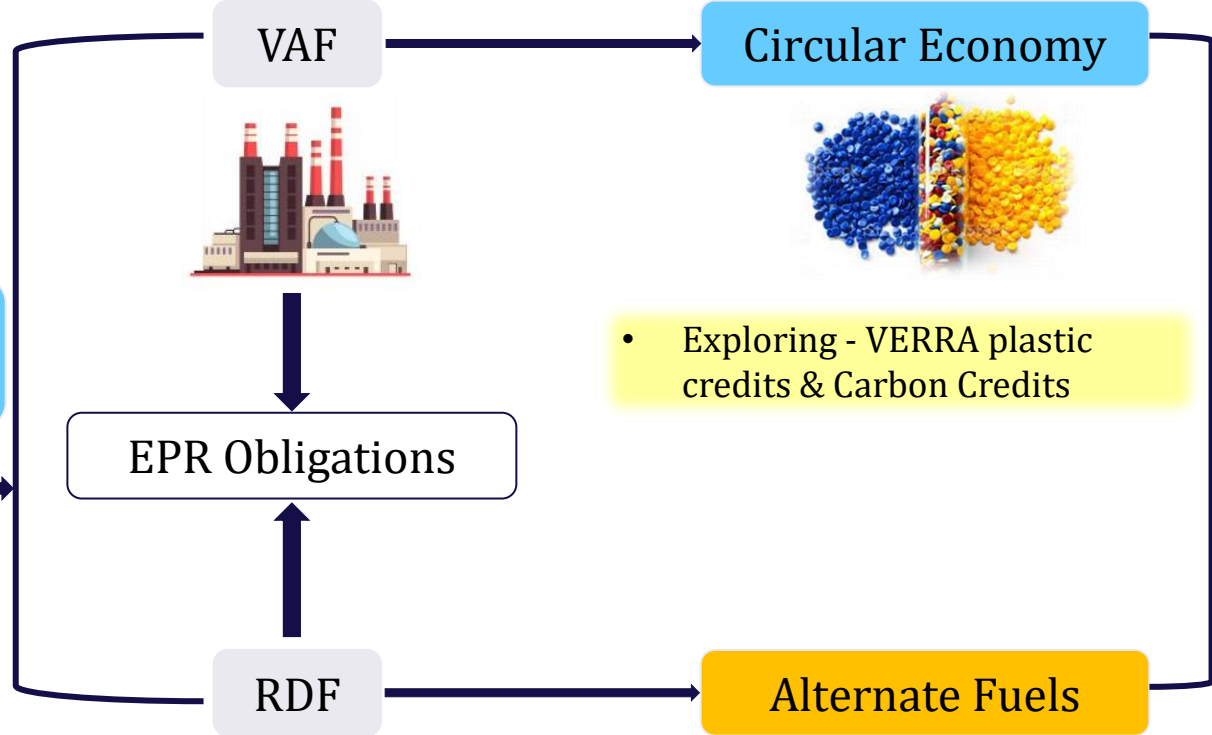 VAF
Circular Economy
• Exploring - VERRA plastic
credits & Carbon Credits
EPR Obligations
RDF
Alternate Fuels